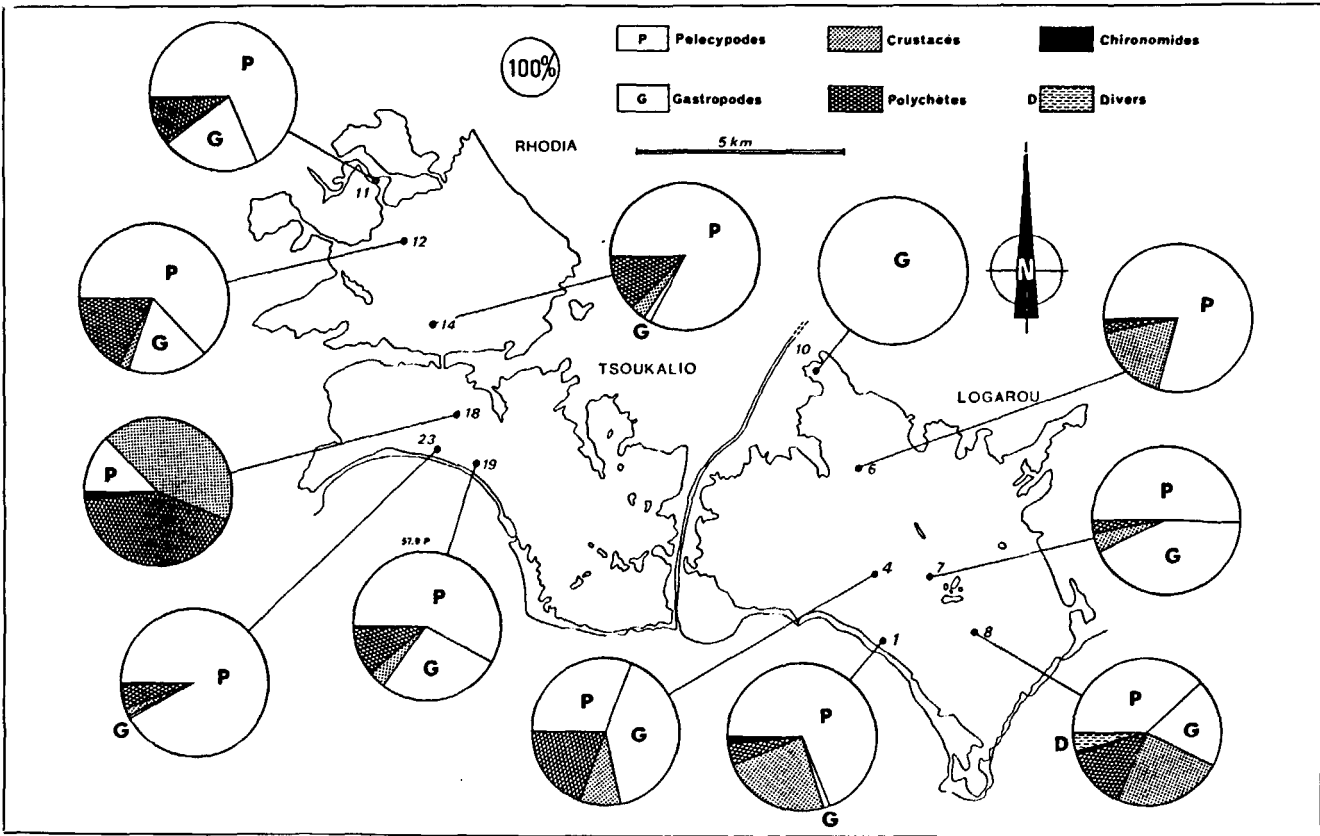 P Pelecypodes
Crustacés
Chironomides
100%
G Gastropodes
Polychètes
D Divers
5 km
RHODIA
P
G
11
12
P
G
14
P
G
G
N
P
10
TSOUKALIO
LOGAROU
18
23
19
6
P
57.9 P
P
G
4
7
P
G
8
1
P
G
P
G
P
G
P
G
D
P
G